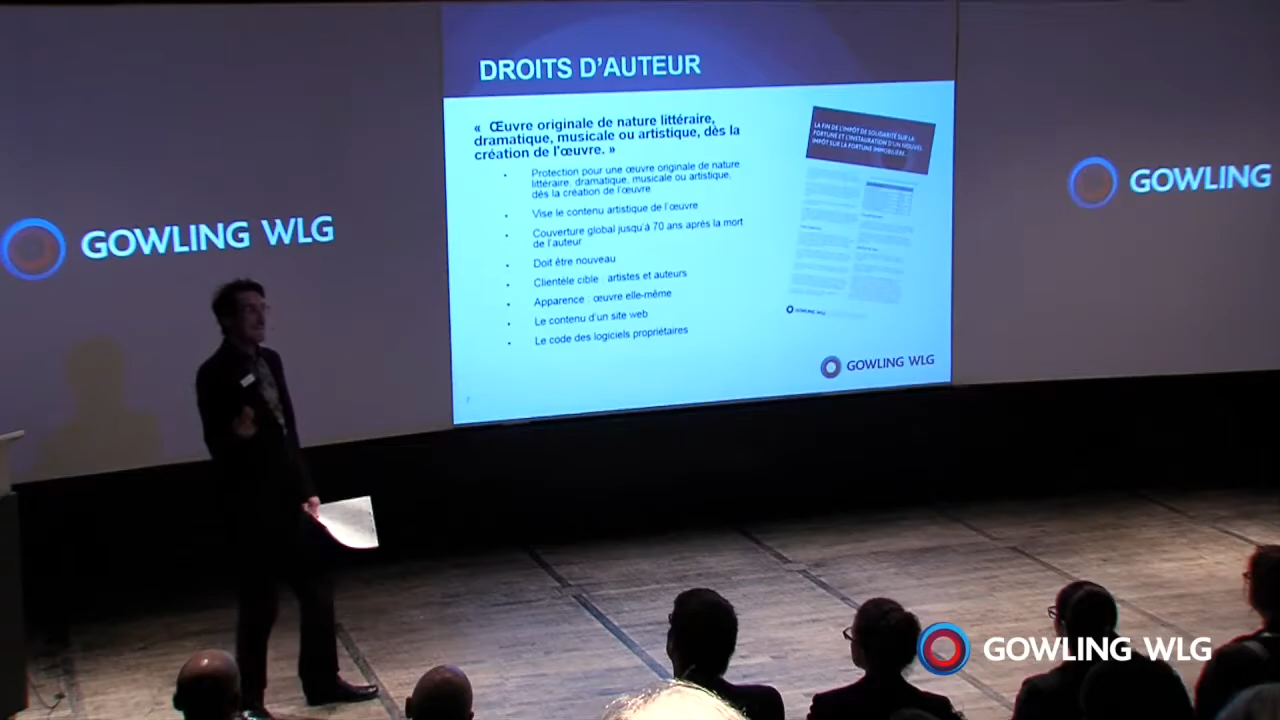 DROITS D'AUTEUR
« Œuvre originale de nature littéraire,
dramatique, musicale ou artistique, dès la
création de l'œuvre. »
• Protection pour une œuvre originale de nature
littéraire, dramatique, musicale ou artistique,
dès la création de l'œuvre
• Vise le contenu artistique de l'œuvre
• Couverture global jusqu'à 70 ans après la mort
de l'auteur
• Doit être nouveau
• Clientèle cible : artistes et auteurs
• Apparence : œuvre elle-même
• Le contenu d'un site web
• Le code des logiciels propriétaires
LA FIN DE L'IMPÔT DE SOLIDARITÉ SUR LA
FORTUNE ET L'INSTAURATION D'UN NOUVEL
IMPÔT SUR LA FORTUNE IMMOBILIÈRE
GOWLING WLG
GOWLING WLG
GOWLING WLG
GOWLING
GOWLING WLG